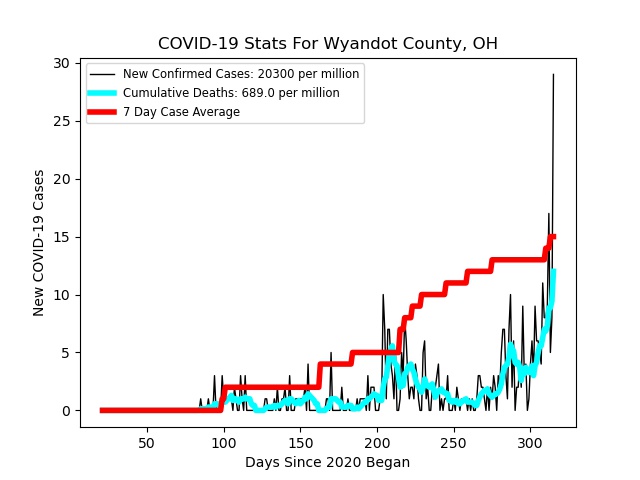 COVID-19 Stats For Wyandot County, OH
30
25
20
15
10
5
0
New COVID-19 Cases
New Confirmed Cases: 20300 per million
Cumulative Deaths: 689.0 per million
7 Day Case Average
50 100 150 200 250 300
Days Since 2020 Began